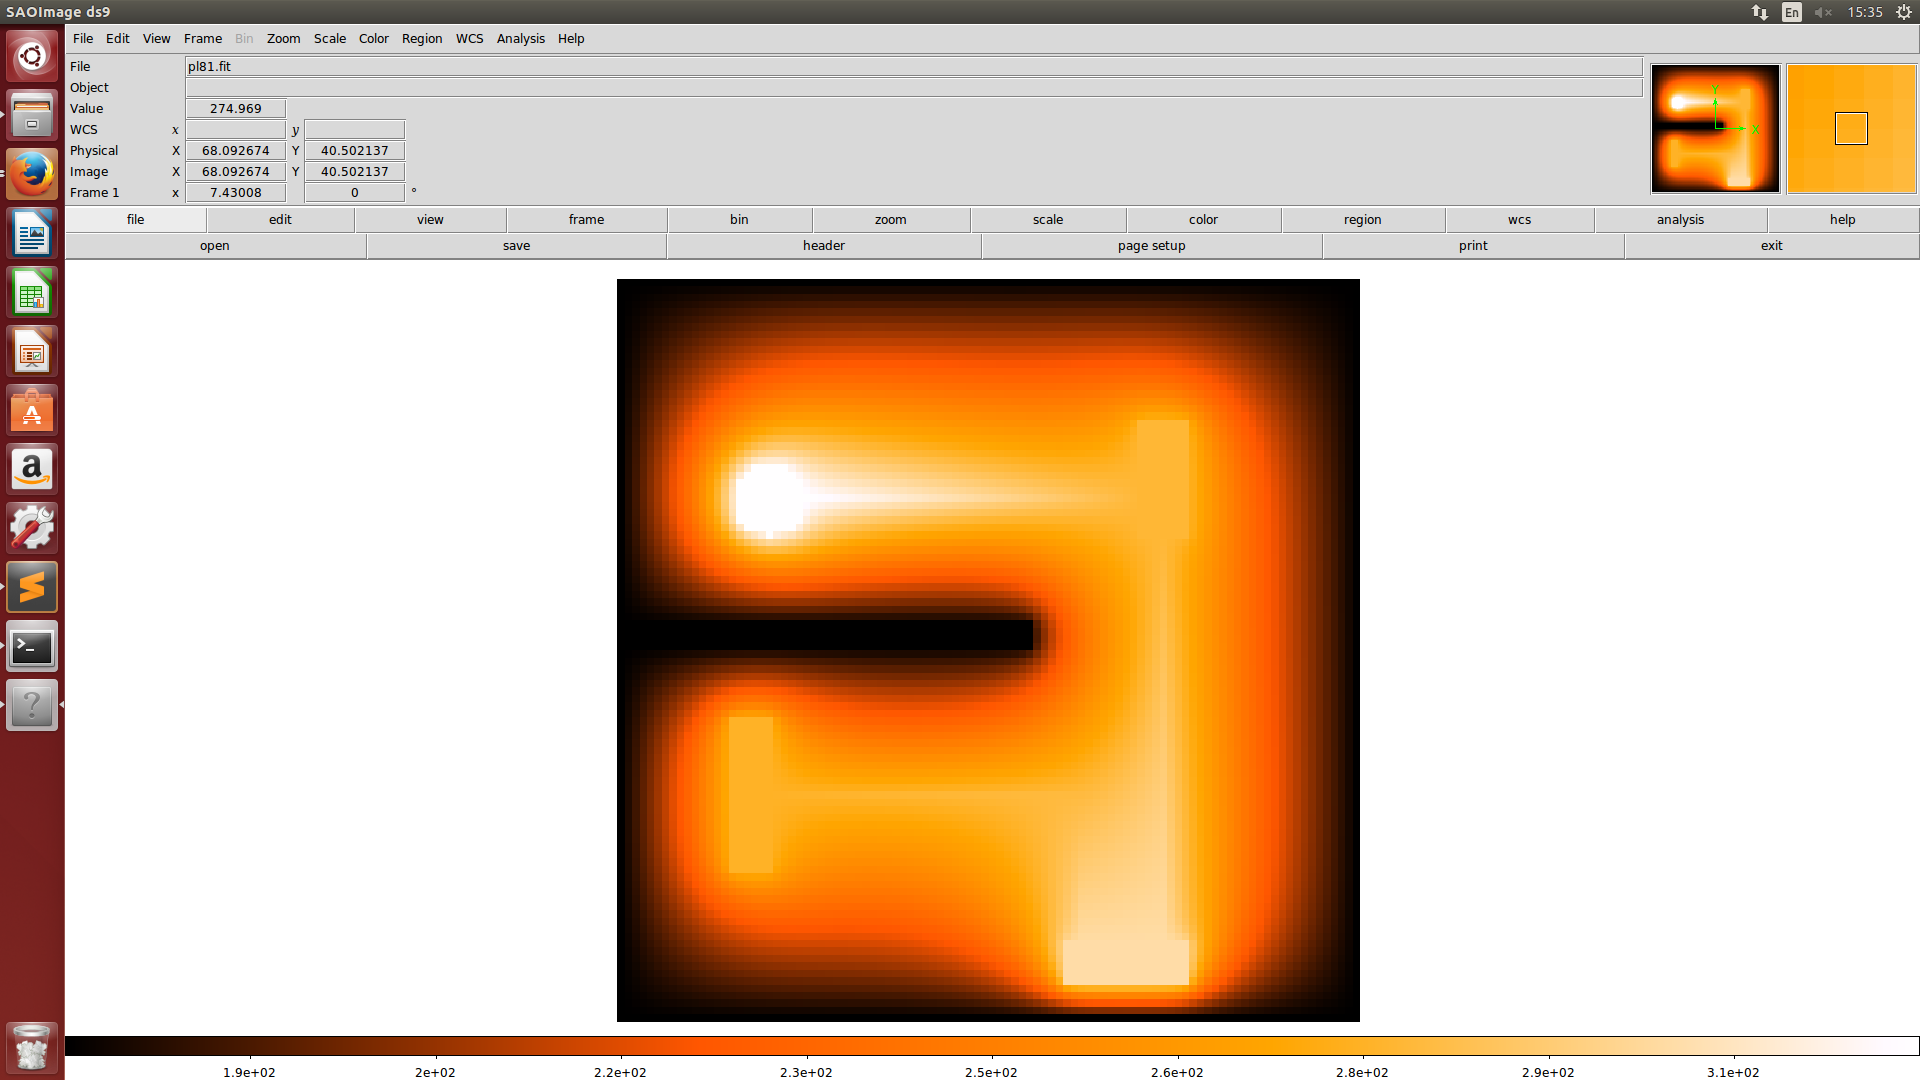 SAOImage ds9
En
15:35
File Edit View Frame Bin Zoom Scale Color Region WCS Analysis Help
File pl81.fit
Object
Value 274.969
WCS x y
Physical X 68.092674 Y 40.502137
Image X 68.092674 Y 40.502137
Frame 1 x 7.43008 0 °
Y
X
file edit view frame bin zoom scale color region wcs analysis help
open save header page setup print exit
1.9e+02 2e+02 2.2e+02 2.3e+02 2.5e+02 2.6e+02 2.8e+02 2.9e+02 3.1e+02